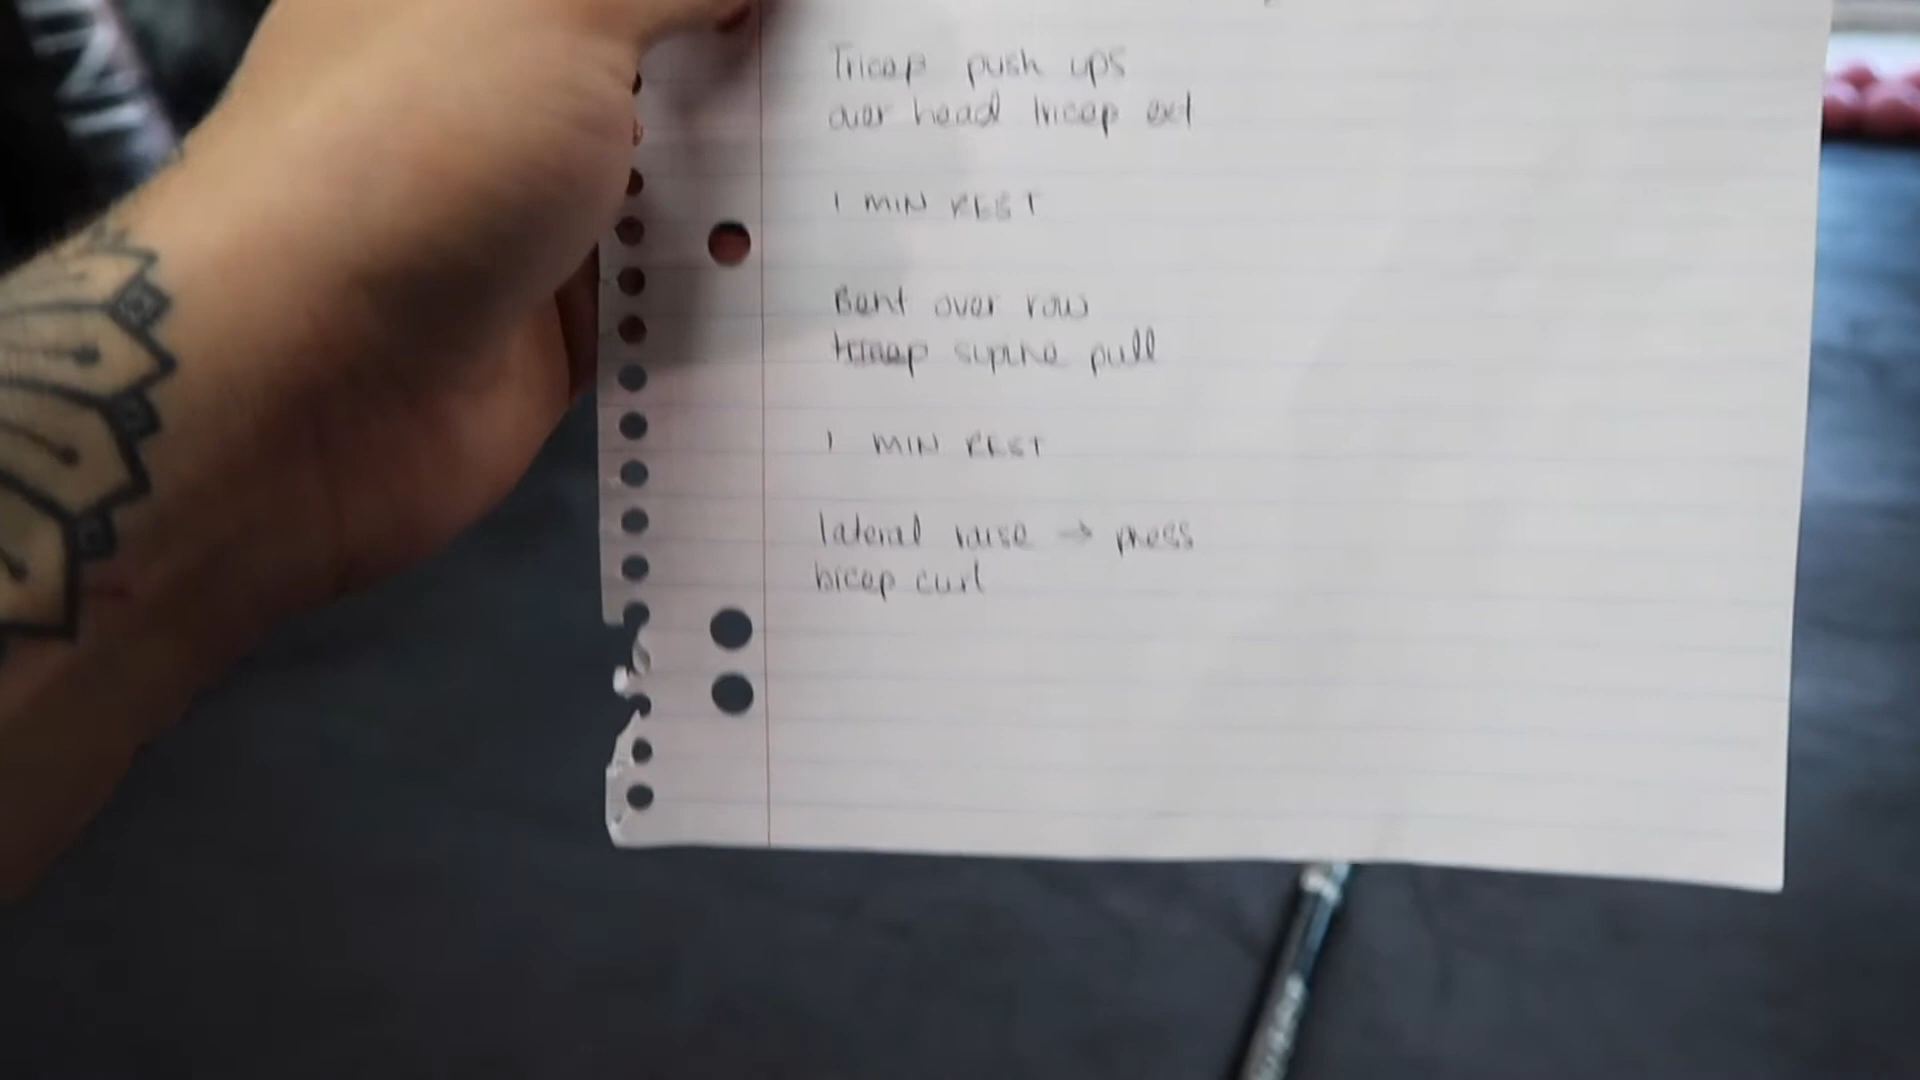 Tricep push ups
over head tricep ext
1 MIN REST
Bent over row
supine pull
1 MIN REST
lateral raise → press
bicep curl